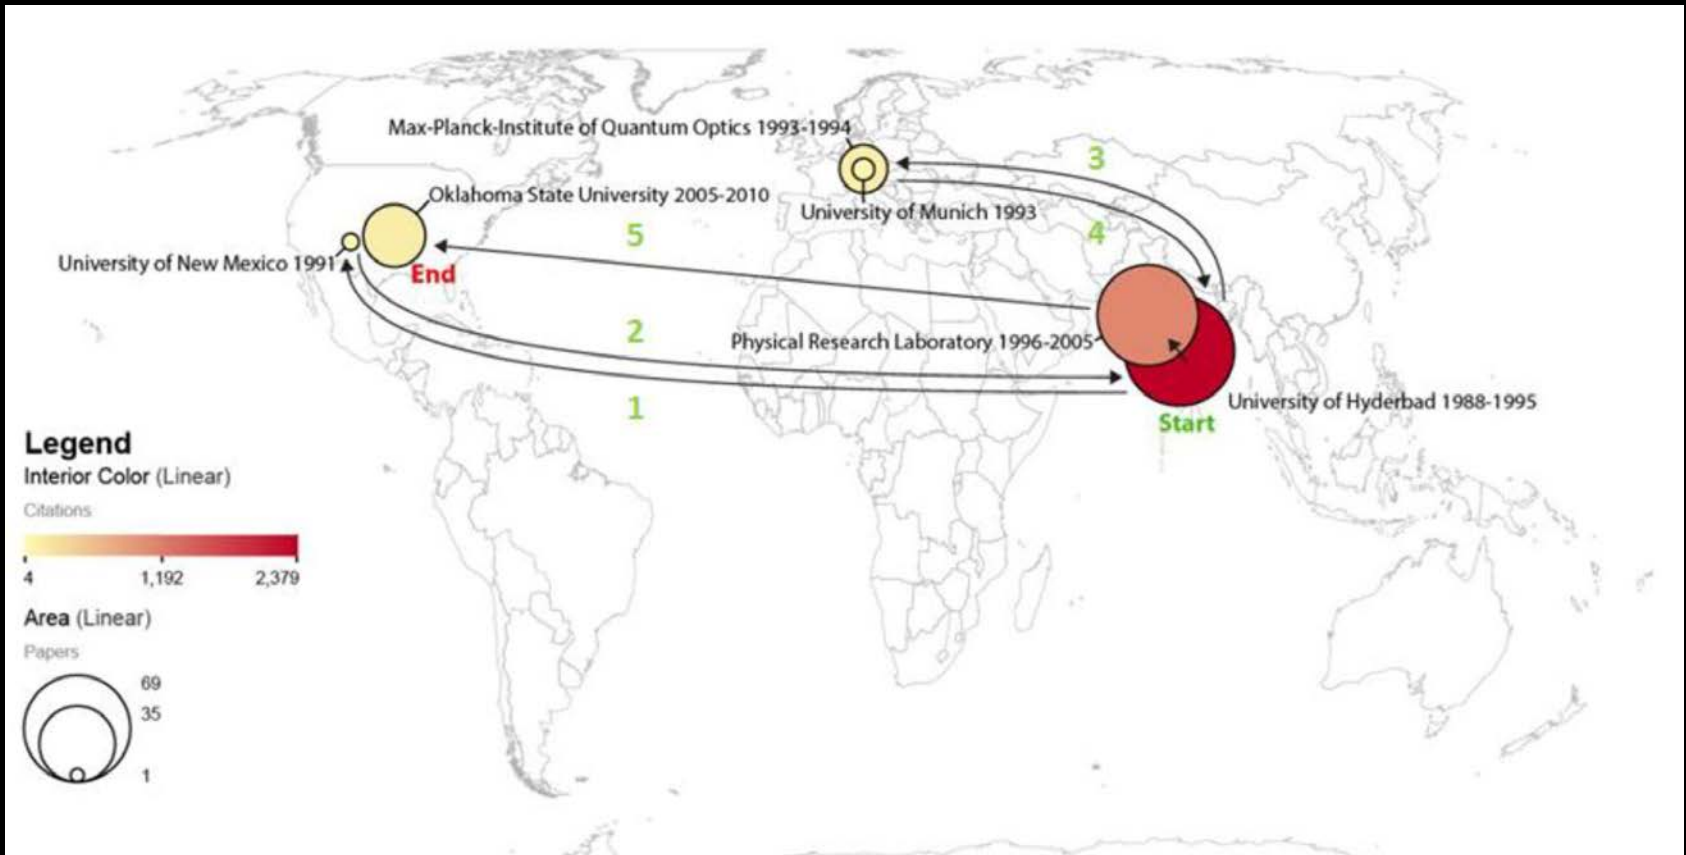 Max-Planck-Institute of Quantum Optics 1993-1994
3
Oklahoma State University 2005-2010
University of Munich 1993
5
4
University of New Mexico 1991
End
2
Physical Research Laboratory 1996-2005
1
University of Hyderbad 1988-1995
Start
Legend
Interior Color (Linear)
Citations
4 1,192 2,379
Area (Linear)
Papers
69
35
1